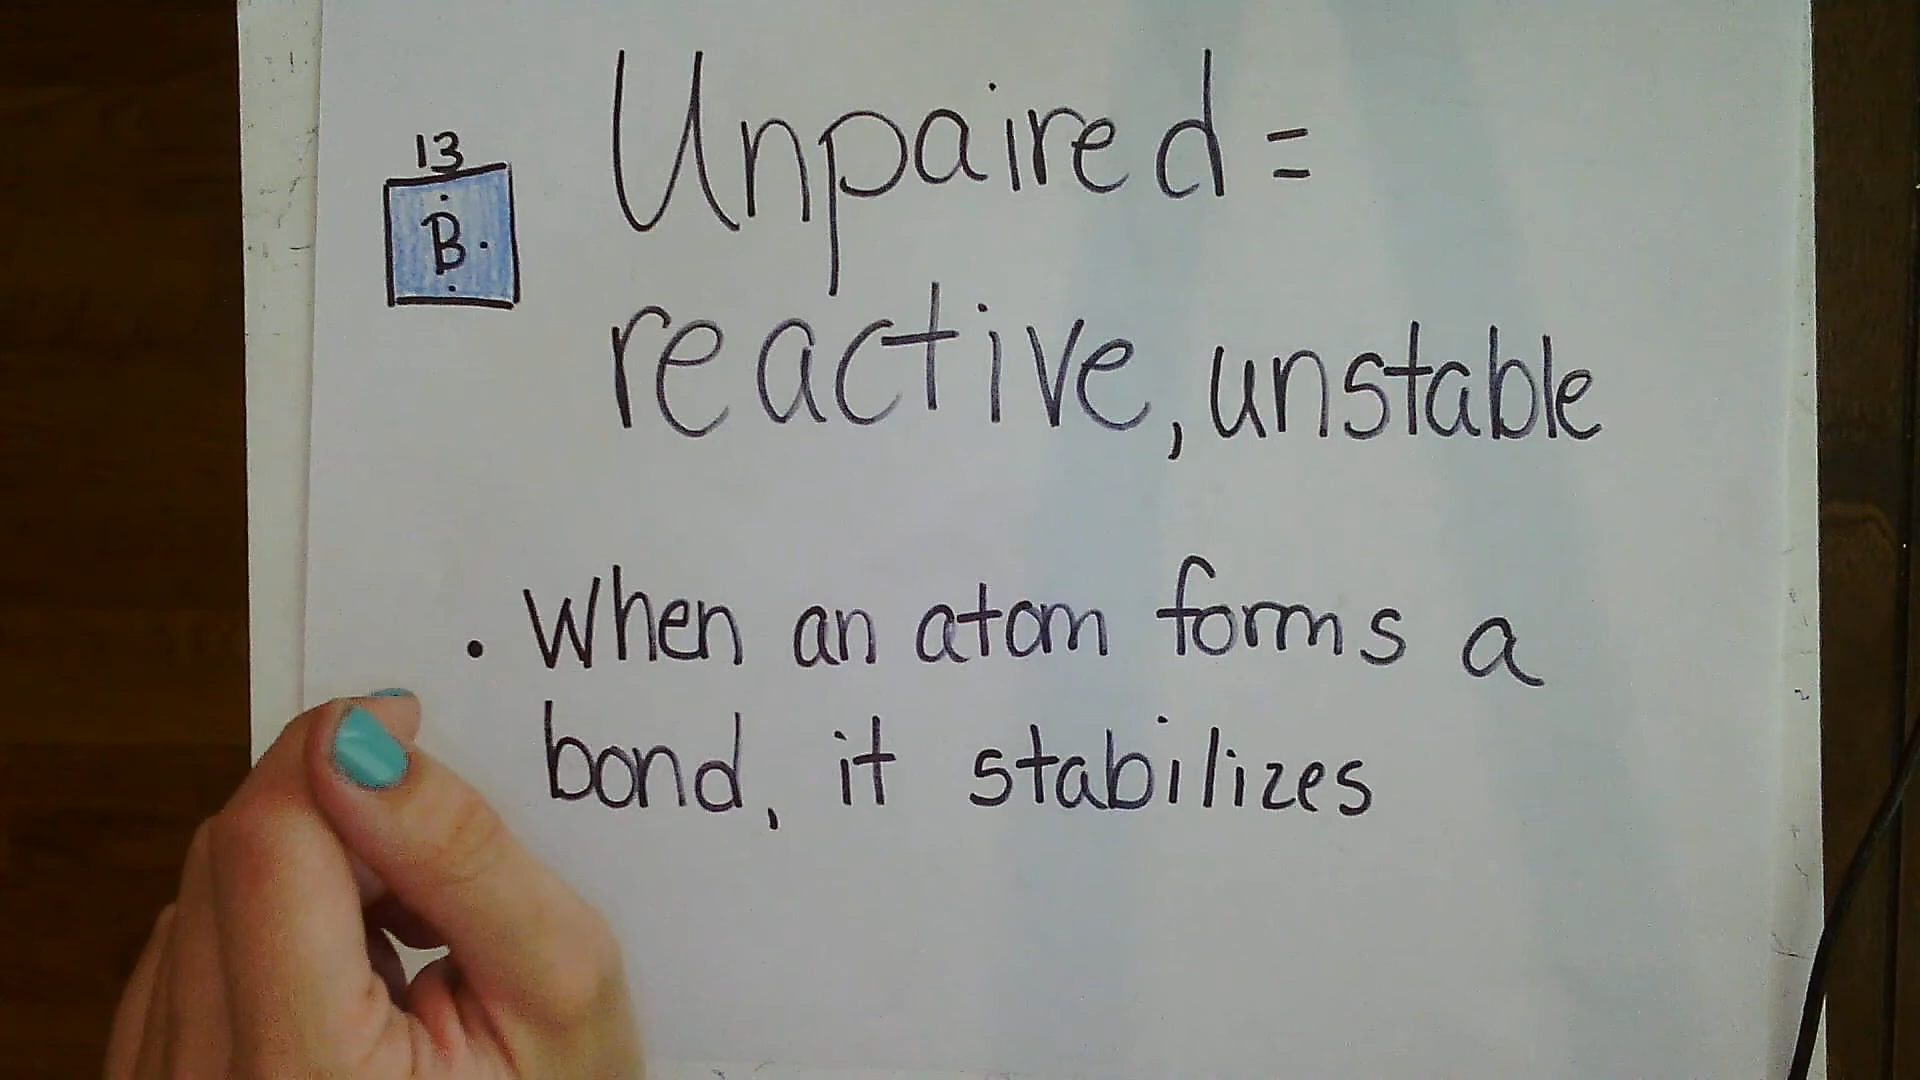 13
B
Unpaired =
reactive, unstable
• When an atom forms a
bond, it stabilizes